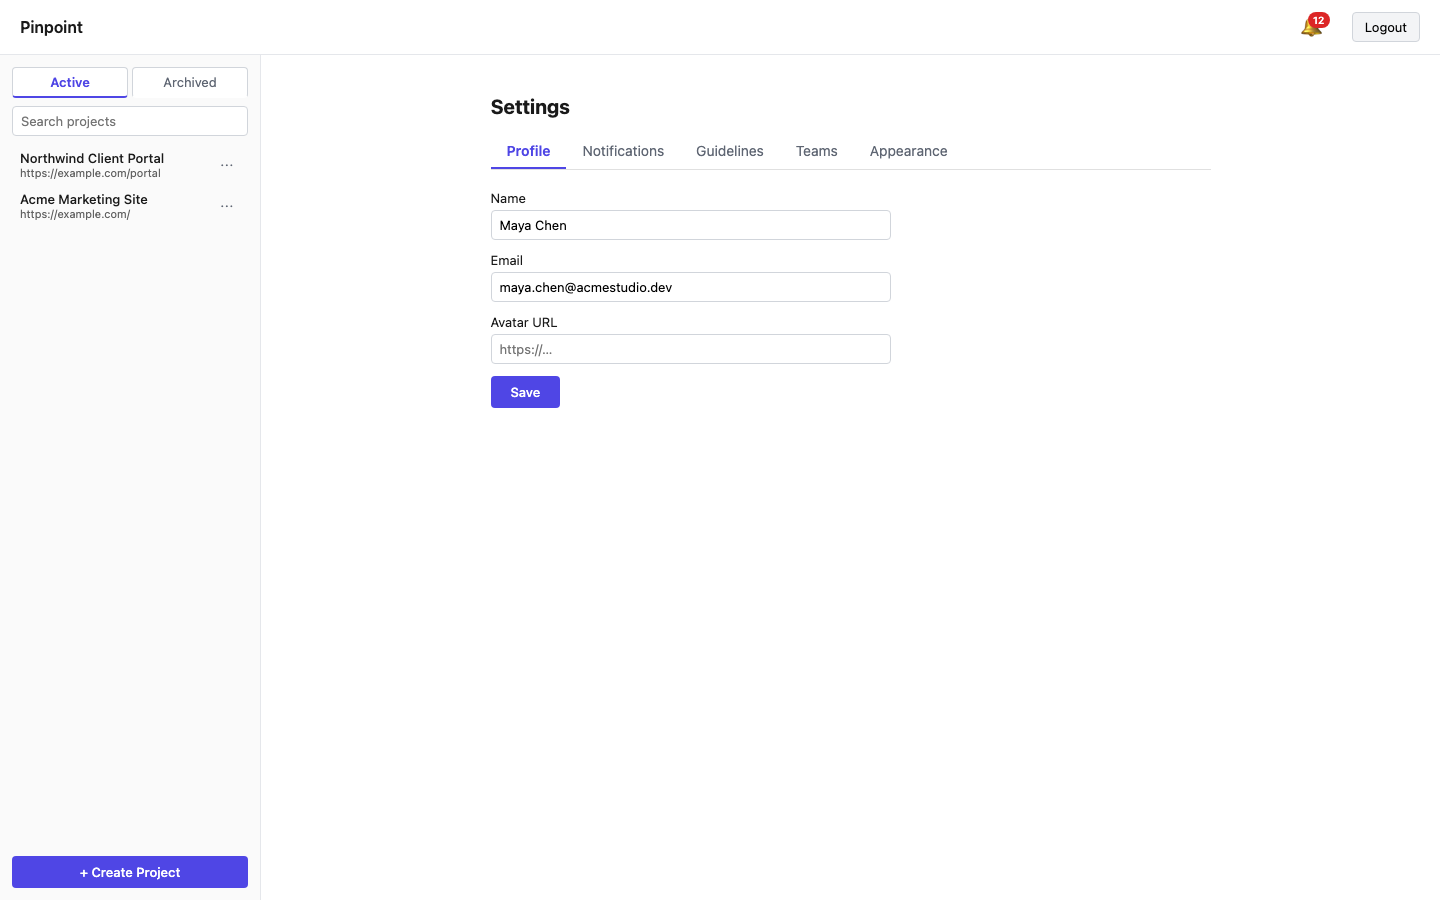 Pinpoint
12
Logout
Active
Archived
Search projects
Northwind Client Portal
https://example.com/portal
...
Acme Marketing Site
https://example.com/
...
+ Create Project
Settings
Profile
Notifications
Guidelines
Teams
Appearance
Name
Maya Chen
Email
maya.chen@acmestudio.dev
Avatar URL
https://...
Save